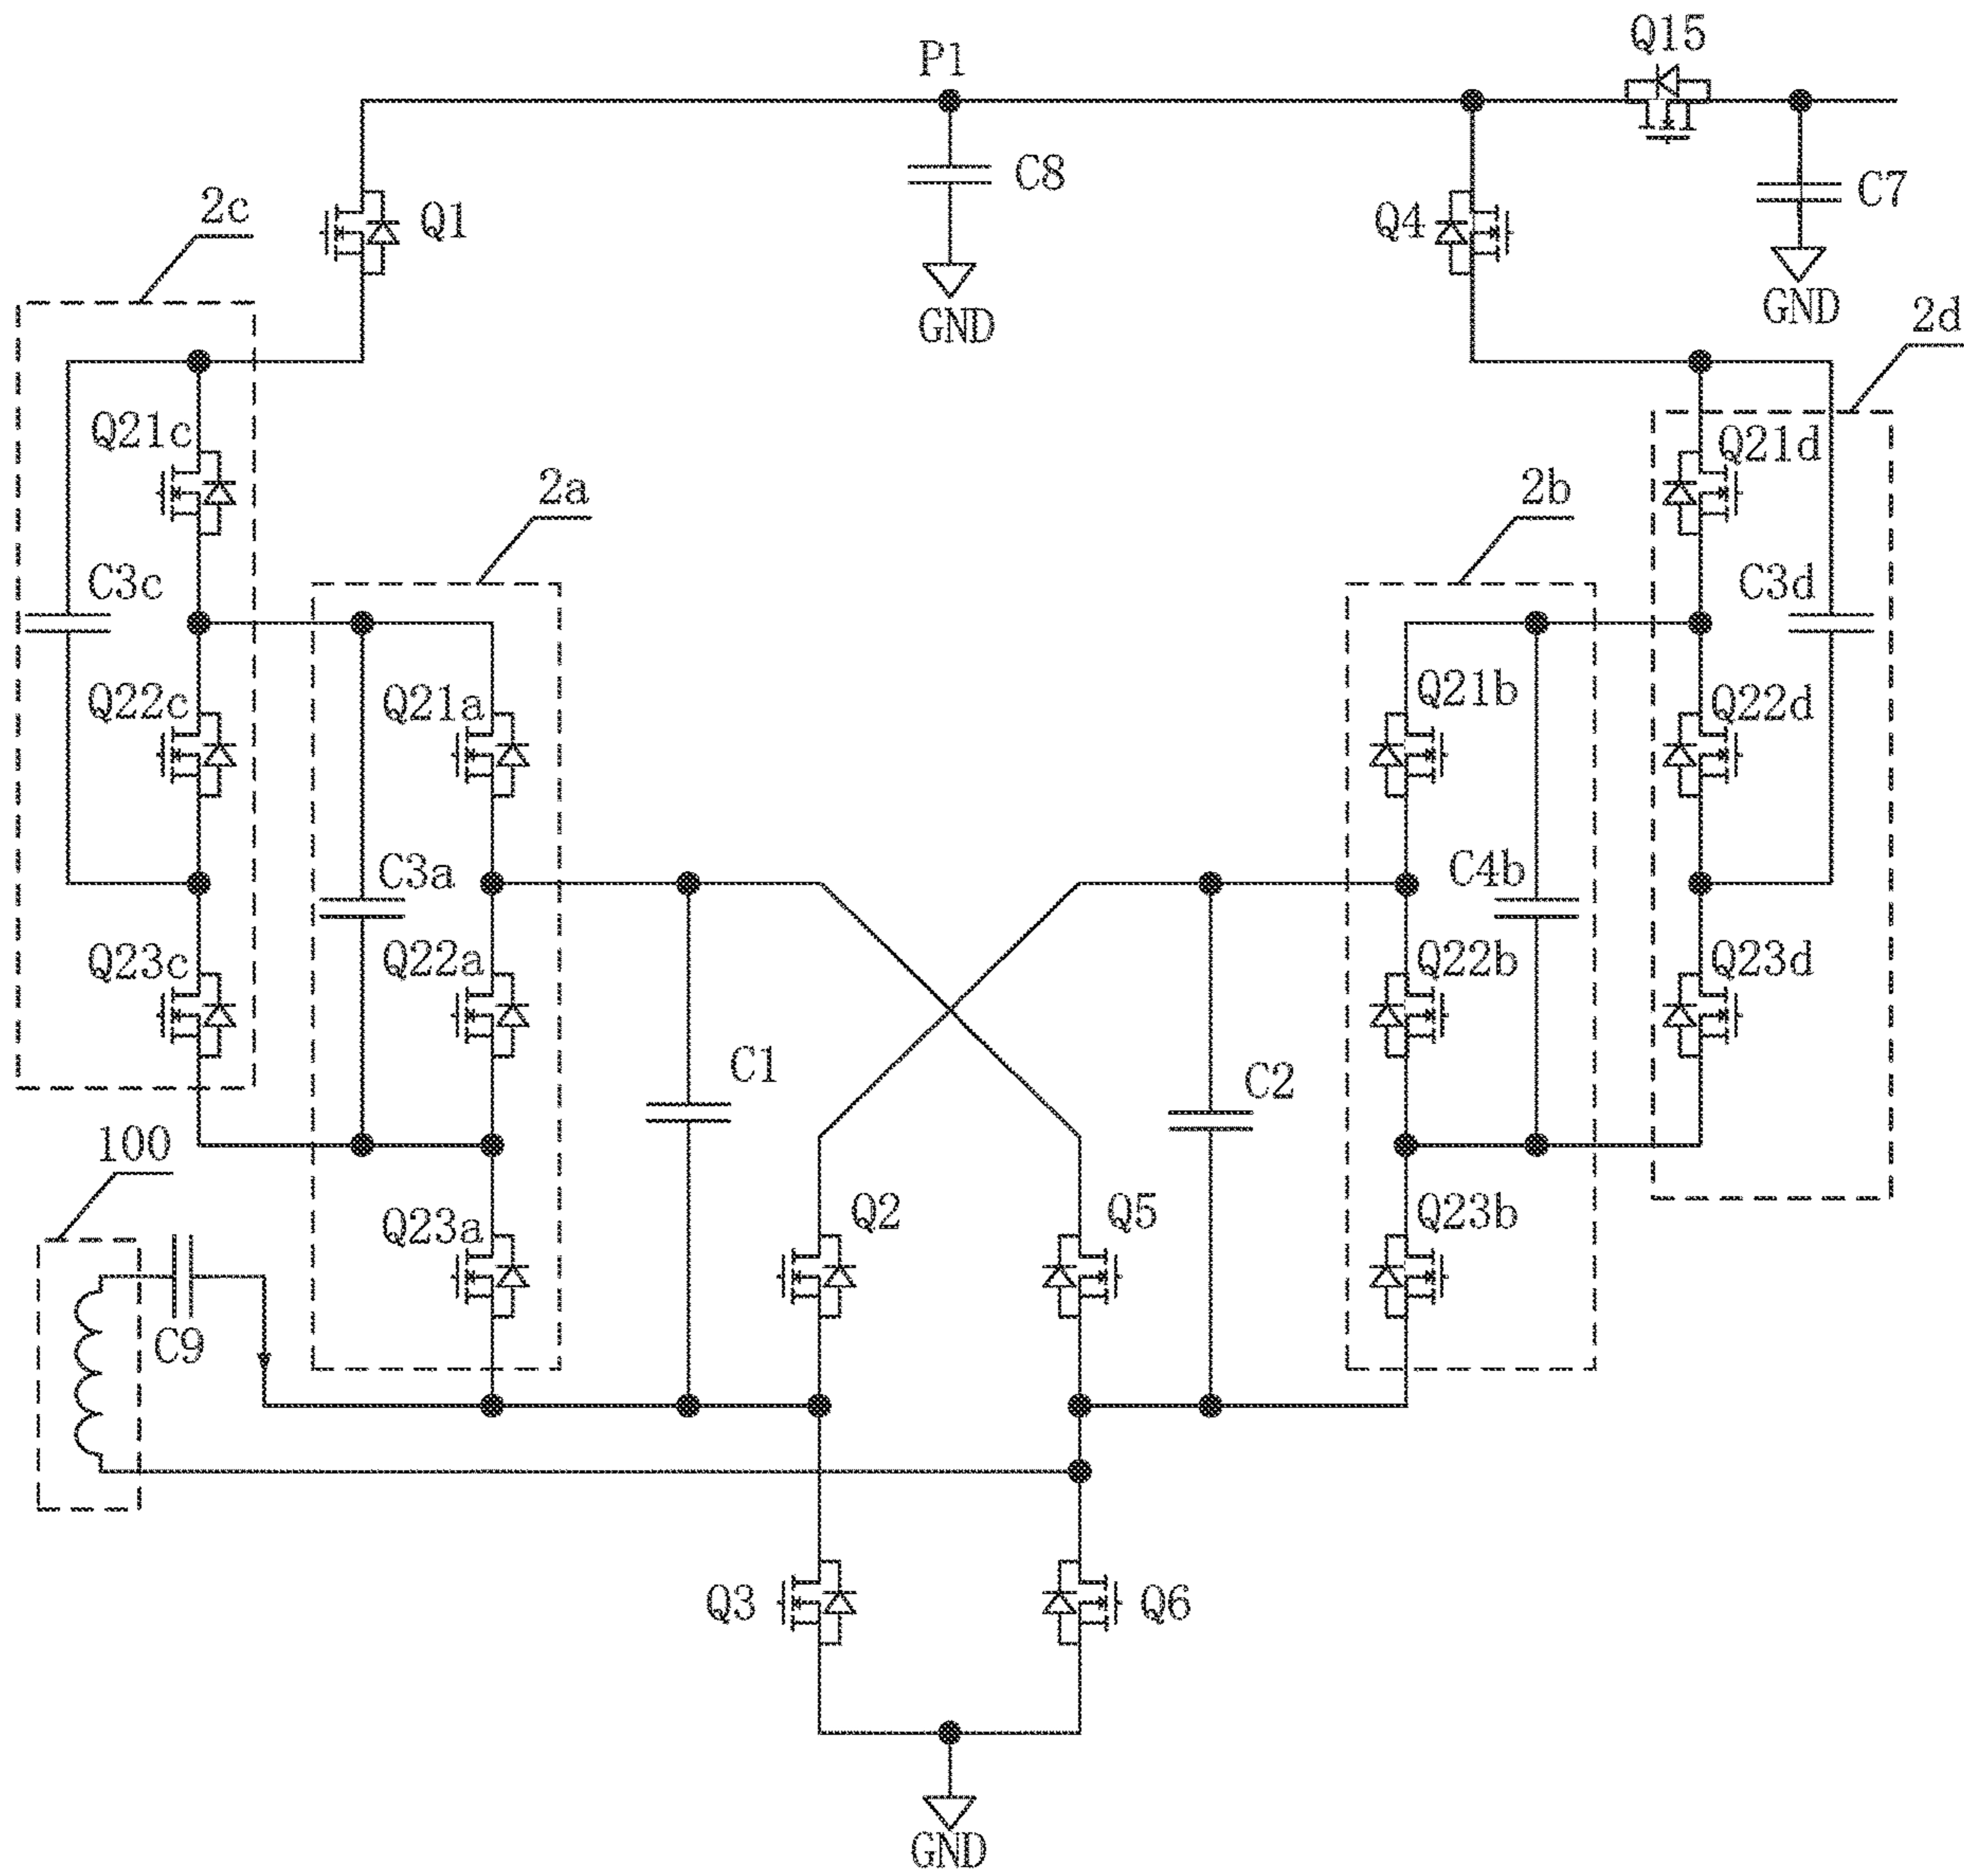 Q15
P1
C8
C7
2c
Q1
Q4
GND
GND
2d
Q21c
Q21d
2a
2b
C3c
C3d
Q22c
Q21a
Q21b
Q22d
C3a
C4b
Q23c
Q22a
Q22b
Q23d
C1
C2
100
Q23a
Q2
Q5
Q23b
C9
Q3
Q6
GND